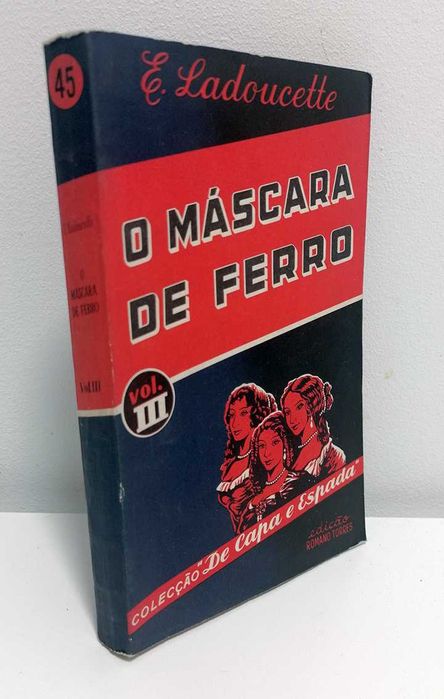 45
Ladoucette
O
MÁSCARA
DE FERRO
Vol. III
E. Ladoucette
O MÁSCARA
DE FERRO
vol.
III
COLECÇÃO "De Capa e Espada"
edição
ROMANO TORRES